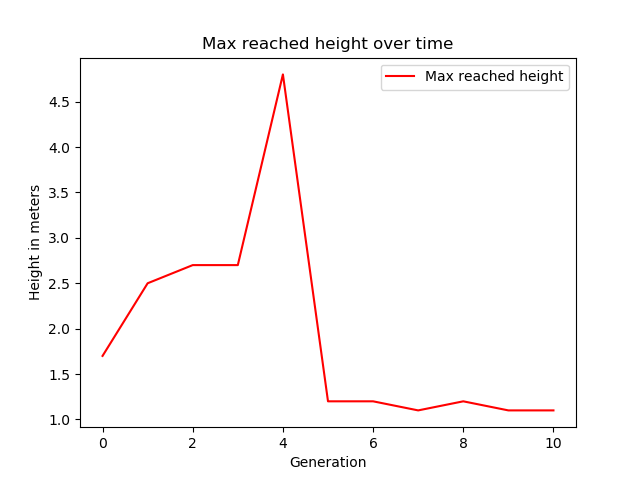 Max reached height over time
Max reached height
Height in meters
4.5
4.0
3.5
3.0
2.5
2.0
1.5
1.0
0 2 4 6 8 10
Generation